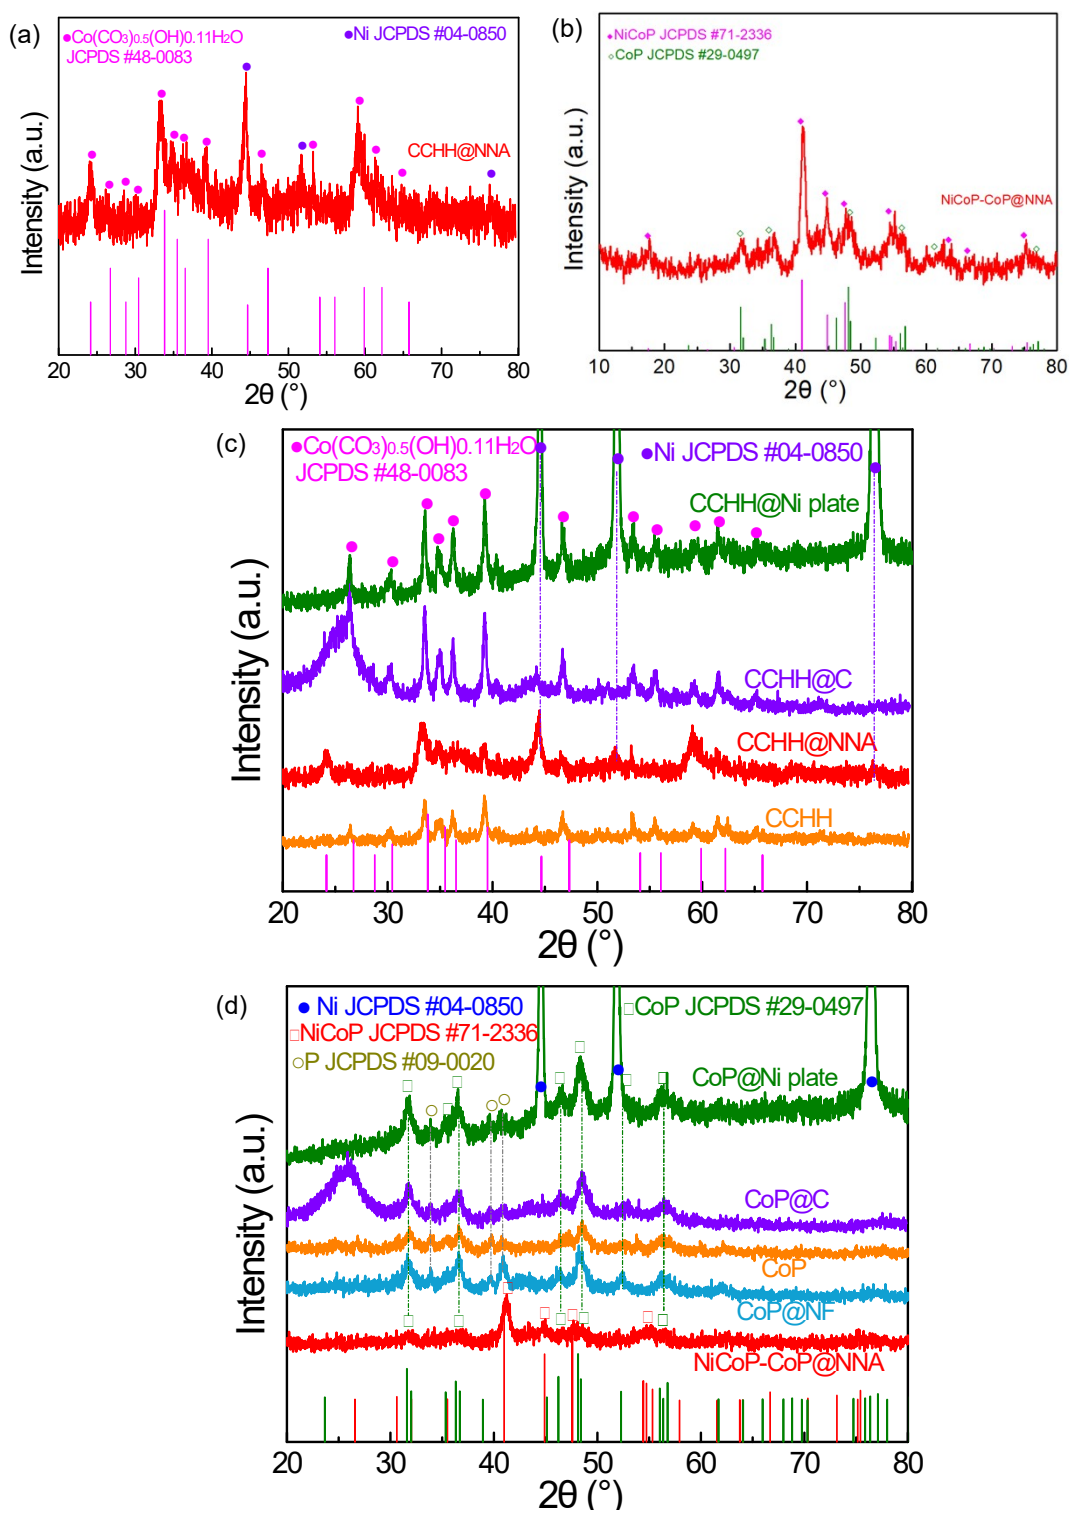 (a)
●Co(CO3)0.5(OH)0.11H2O
JCPDS #48-0083
●Ni JCPDS #04-0850
CCHH@NNA
Intensity (a.u.)
20 30 40 50 60 70 80
2θ (°)
(b)
NiCoP JCPDS #71-2336
CoP JCPDS #29-0497
NiCoP-CoP@NNA
Intensity (a.u.)
10 20 30 40 50 60 70 80
2θ (°)
(c)
●Co(CO3)0.5(OH)0.11H2O
JCPDS #48-0083
●Ni JCPDS #04-0850
CCHH@Ni plate
CCHH@C
CCHH@NNA
CCHH
Intensity (a.u.)
20 30 40 50 60 70 80
2θ (°)
(d)
● Ni JCPDS #04-0850
□CoP JCPDS #29-0497
□NiCoP JCPDS #71-2336
○P JCPDS #09-0020
CoP@Ni plate
CoP@C
CoP
CoP@NF
NiCoP-CoP@NNA
Intensity (a.u.)
20 30 40 50 60 70 80
2θ (°)